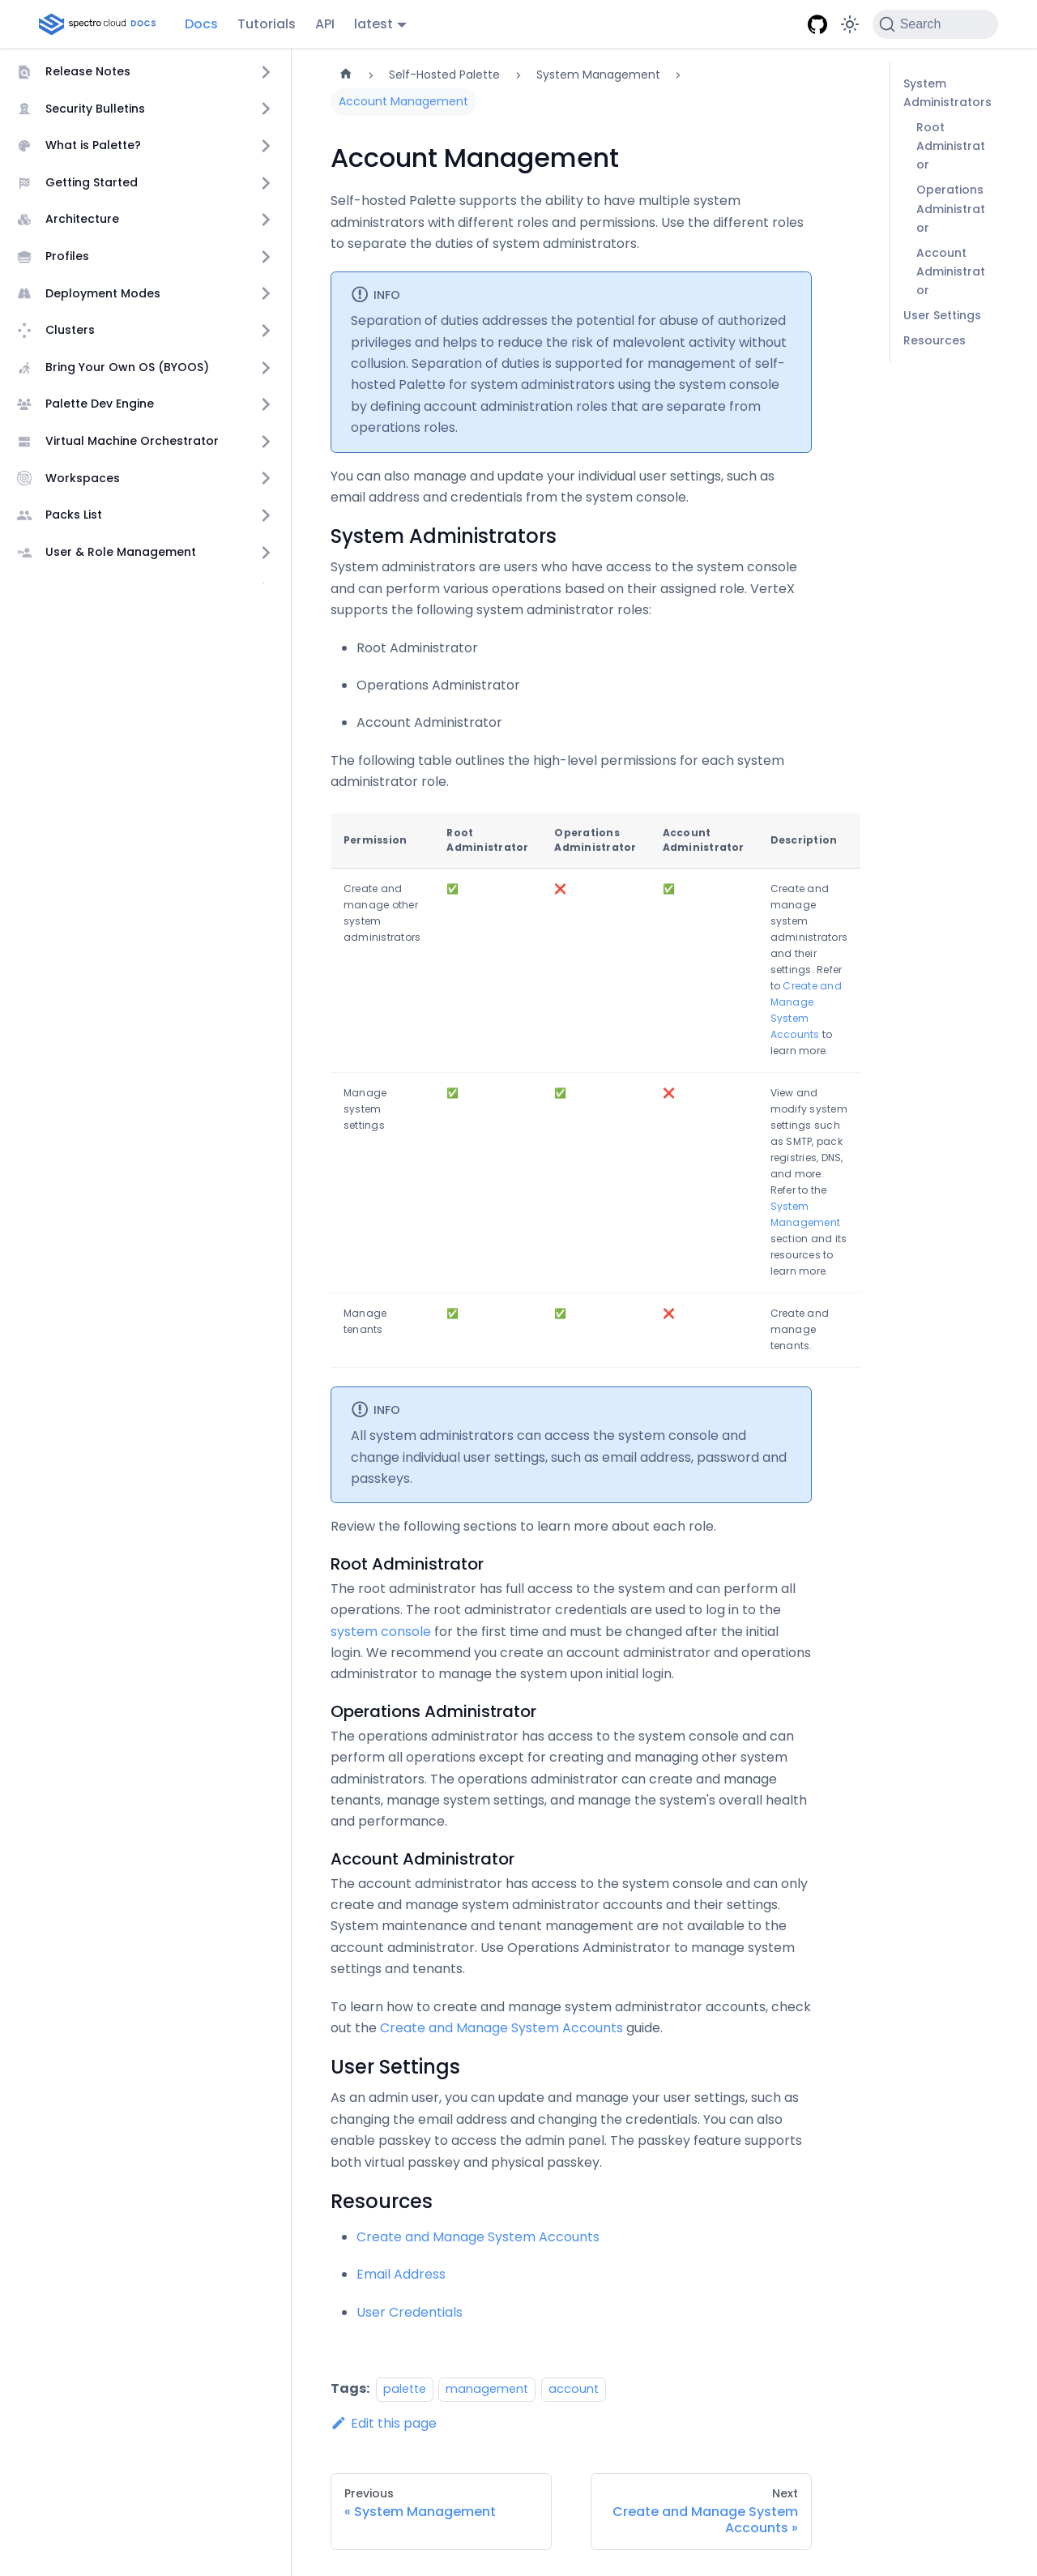 spectro cloud DOCS
Docs
Tutorials
API
latest
Search
Release Notes
Security Bulletins
What is Palette?
Getting Started
Architecture
Profiles
Deployment Modes
Clusters
Bring Your Own OS (BYOOS)
Palette Dev Engine
Virtual Machine Orchestrator
Workspaces
Packs List
User & Role Management
Self-Hosted Palette
System Management
Account Management
Account Management
Self-hosted Palette supports the ability to have multiple system
administrators with different roles and permissions. Use the different roles
to separate the duties of system administrators.
INFO
Separation of duties addresses the potential for abuse of authorized
privileges and helps to reduce the risk of malevolent activity without
collusion. Separation of duties is supported for management of self-
hosted Palette for system administrators using the system console
by defining account administration roles that are separate from
operations roles.
You can also manage and update your individual user settings, such as
email address and credentials from the system console.
System Administrators
System administrators are users who have access to the system console
and can perform various operations based on their assigned role. VerteX
supports the following system administrator roles:
Root Administrator
Operations Administrator
Account Administrator
The following table outlines the high-level permissions for each system
administrator role.
Permission
Root
Administrator
Operations
Administrator
Account
Administrator
Description
Create and
manage other
system
administrators
✅
❌
✅
Create and
manage
system
administrators
and their
settings. Refer
to Create and
Manage
System
Accounts to
learn more.
Manage
system
settings
✅
✅
❌
View and
modify system
settings such
as SMTP, pack
registries, DNS,
and more.
Refer to the
System
Management
section and its
resources to
learn more.
Manage
tenants
✅
✅
❌
Create and
manage
tenants.
INFO
All system administrators can access the system console and
change individual user settings, such as email address, password and
passkeys.
Review the following sections to learn more about each role.
Root Administrator
The root administrator has full access to the system and can perform all
operations. The root administrator credentials are used to log in to the
system console for the first time and must be changed after the initial
login. We recommend you create an account administrator and operations
administrator to manage the system upon initial login.
Operations Administrator
The operations administrator has access to the system console and can
perform all operations except for creating and managing other system
administrators. The operations administrator can create and manage
tenants, manage system settings, and manage the system's overall health
and performance.
Account Administrator
The account administrator has access to the system console and can only
create and manage system administrator accounts and their settings.
System maintenance and tenant management are not available to the
account administrator. Use Operations Administrator to manage system
settings and tenants.
To learn how to create and manage system administrator accounts, check
out the Create and Manage System Accounts guide.
User Settings
As an admin user, you can update and manage your user settings, such as
changing the email address and changing the credentials. You can also
enable passkey to access the admin panel. The passkey feature supports
both virtual passkey and physical passkey.
Resources
Create and Manage System Accounts
Email Address
User Credentials
Tags: palette management account
Edit this page
Previous
« System Management
Next
Create and Manage System
Accounts »
System
Administrators
Root
Administrat
or
Operations
Administrat
or
Account
Administrat
or
User Settings
Resources